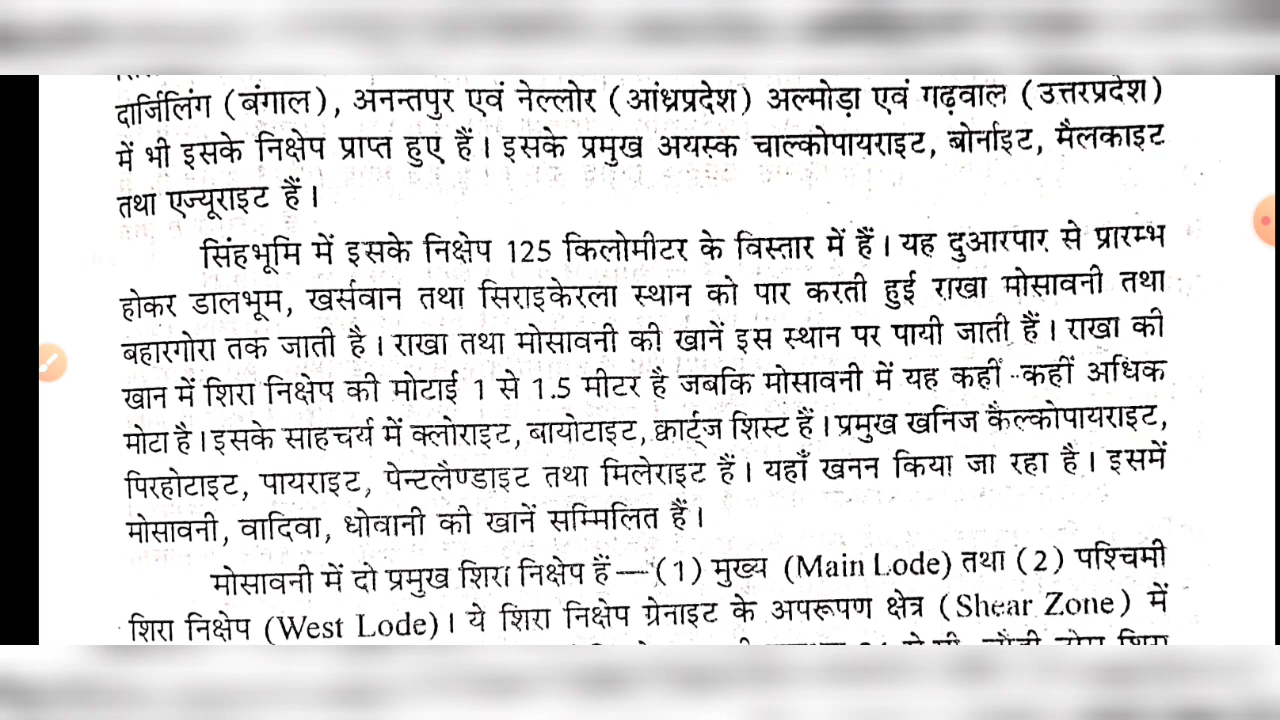 दार्जिलिंग (बंगाल), अनन्तपुर एवं नेल्लोर (आंध्रप्रदेश) अल्मोड़ा एवं गढ़वाल (उत्तरप्रदेश)
में भी इसके निक्षेप प्राप्त हुए हैं। इसके प्रमुख अयस्क चाल्कोपायराइट, बोर्नाइट, मैलकाइट
तथा एज्यूराइट हैं।
सिंहभूमि में इसके निक्षेप 125 किलोमीटर के विस्तार में हैं। यह दुआरपार से प्रारम्भ
होकर डालभूम, खर्सवान तथा सिराइकेरला स्थान को पार करती हुई राखा मोसावनी तथा
बहारगोरा तक जाती है। राखा तथा मोसावनी की खानें इस स्थान पर पायी जाती हैं। राखा की
खान में शिरा निक्षेप की मोटाई 1 से 1.5 मीटर है जबकि मोसावनी में यह कहीं-कहीं अधिक
मोटा है। इसके साहचर्य में क्लोराइट, बायोटाइट, क्वार्ट्ज शिस्ट हैं। प्रमुख खनिज कैल्कोपायराइट,
पिरहोटाइट, पायराइट, पेन्टलैण्डाइट तथा मिलेराइट हैं। यहाँ खनन किया जा रहा है। इसमें
मोसावनी, वादिवा, धोवानी की खानें सम्मिलित हैं।
मोसावनी में दो प्रमुख शिरा निक्षेप हैं—(1) मुख्य (Main Lode) तथा (2) पश्चिमी
शिरा निक्षेप (West Lode)। ये शिरा निक्षेप ग्रेनाइट के अपरूपण क्षेत्र (Shear Zone) में